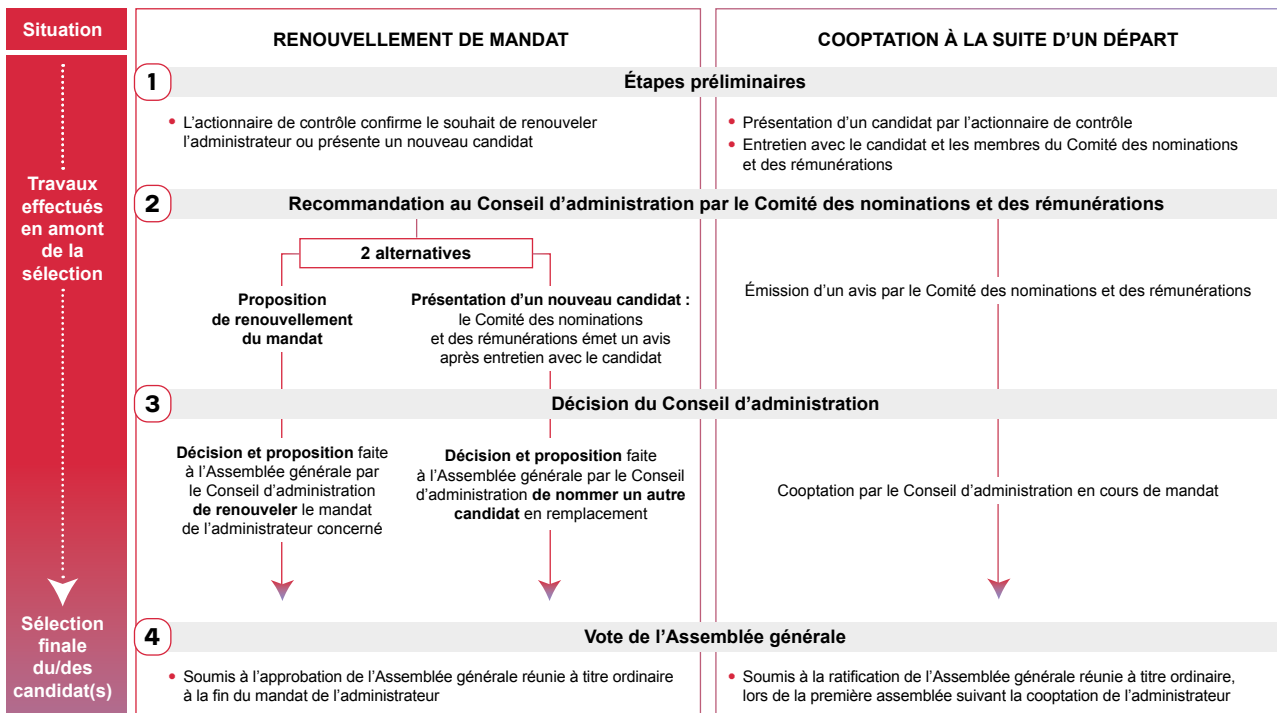 Situation
RENOUVELLEMENT DE MANDAT
COOPTATION À LA SUITE D’UN DÉPART
Travaux
effectués
en amont
de la
sélection
1
Étapes préliminaires
• L’actionnaire de contrôle confirme le souhait de renouveler
l’administrateur ou présente un nouveau candidat
• Présentation d’un candidat par l’actionnaire de contrôle
• Entretien avec le candidat et les membres du Comité des nominations
et des rémunérations
2
Recommandation au Conseil d’administration par le Comité des nominations et des rémunérations
2 alternatives
Proposition
de renouvellement
du mandat
Présentation d’un nouveau candidat :
le Comité des nominations
et des rémunérations émet un avis
après entretien avec le candidat
Émission d’un avis par le Comité des nominations et des rémunérations
3
Décision du Conseil d’administration
Décision et proposition faite
à l’Assemblée générale par
le Conseil d’administration
de renouveler le mandat
de l’administrateur concerné
Décision et proposition faite
à l’Assemblée générale par le Conseil
d’administration de nommer un autre
candidat en remplacement
Cooptation par le Conseil d’administration en cours de mandat
Sélection
finale
du/des
candidat(s)
4
Vote de l’Assemblée générale
• Soumis à l’approbation de l’Assemblée générale réunie à titre ordinaire
à la fin du mandat de l’administrateur
• Soumis à la ratification de l’Assemblée générale réunie à titre ordinaire,
lors de la première assemblée suivant la cooptation de l’administrateur